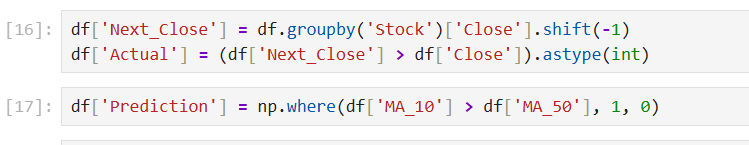 [16]: df['Next_Close'] = df.groupby('Stock')['Close'].shift(-1)
df['Actual'] = (df['Next_Close'] > df['Close']).astype(int)
[17]: df['Prediction'] = np.where(df['MA_10'] > df['MA_50'], 1, 0)